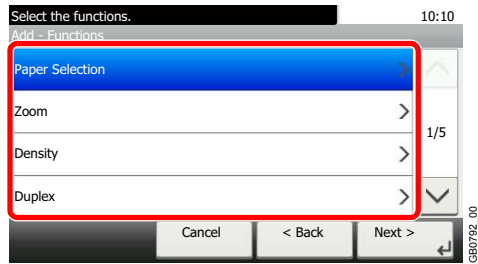 Select the functions.
10:10
Add - Functions
Paper Selection
Zoom
1/5
Density
Duplex
Cancel
< Back
Next >
GB0792_00